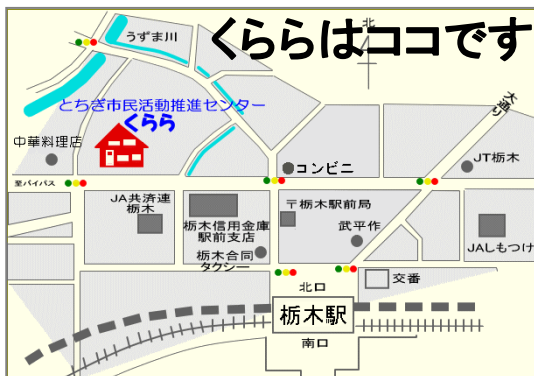 くららはココです
北
うずま川
大通り
とちぎ市民活動推進センター
くらら
中華料理店
コンビニ
JT栃木
至バイパス
JA共済連
栃木
栃木信用金庫
駅前支店
〒栃木駅前局
武平作
JAしもつけ
栃木合同
タクシー
北口
交番
栃木駅
南口